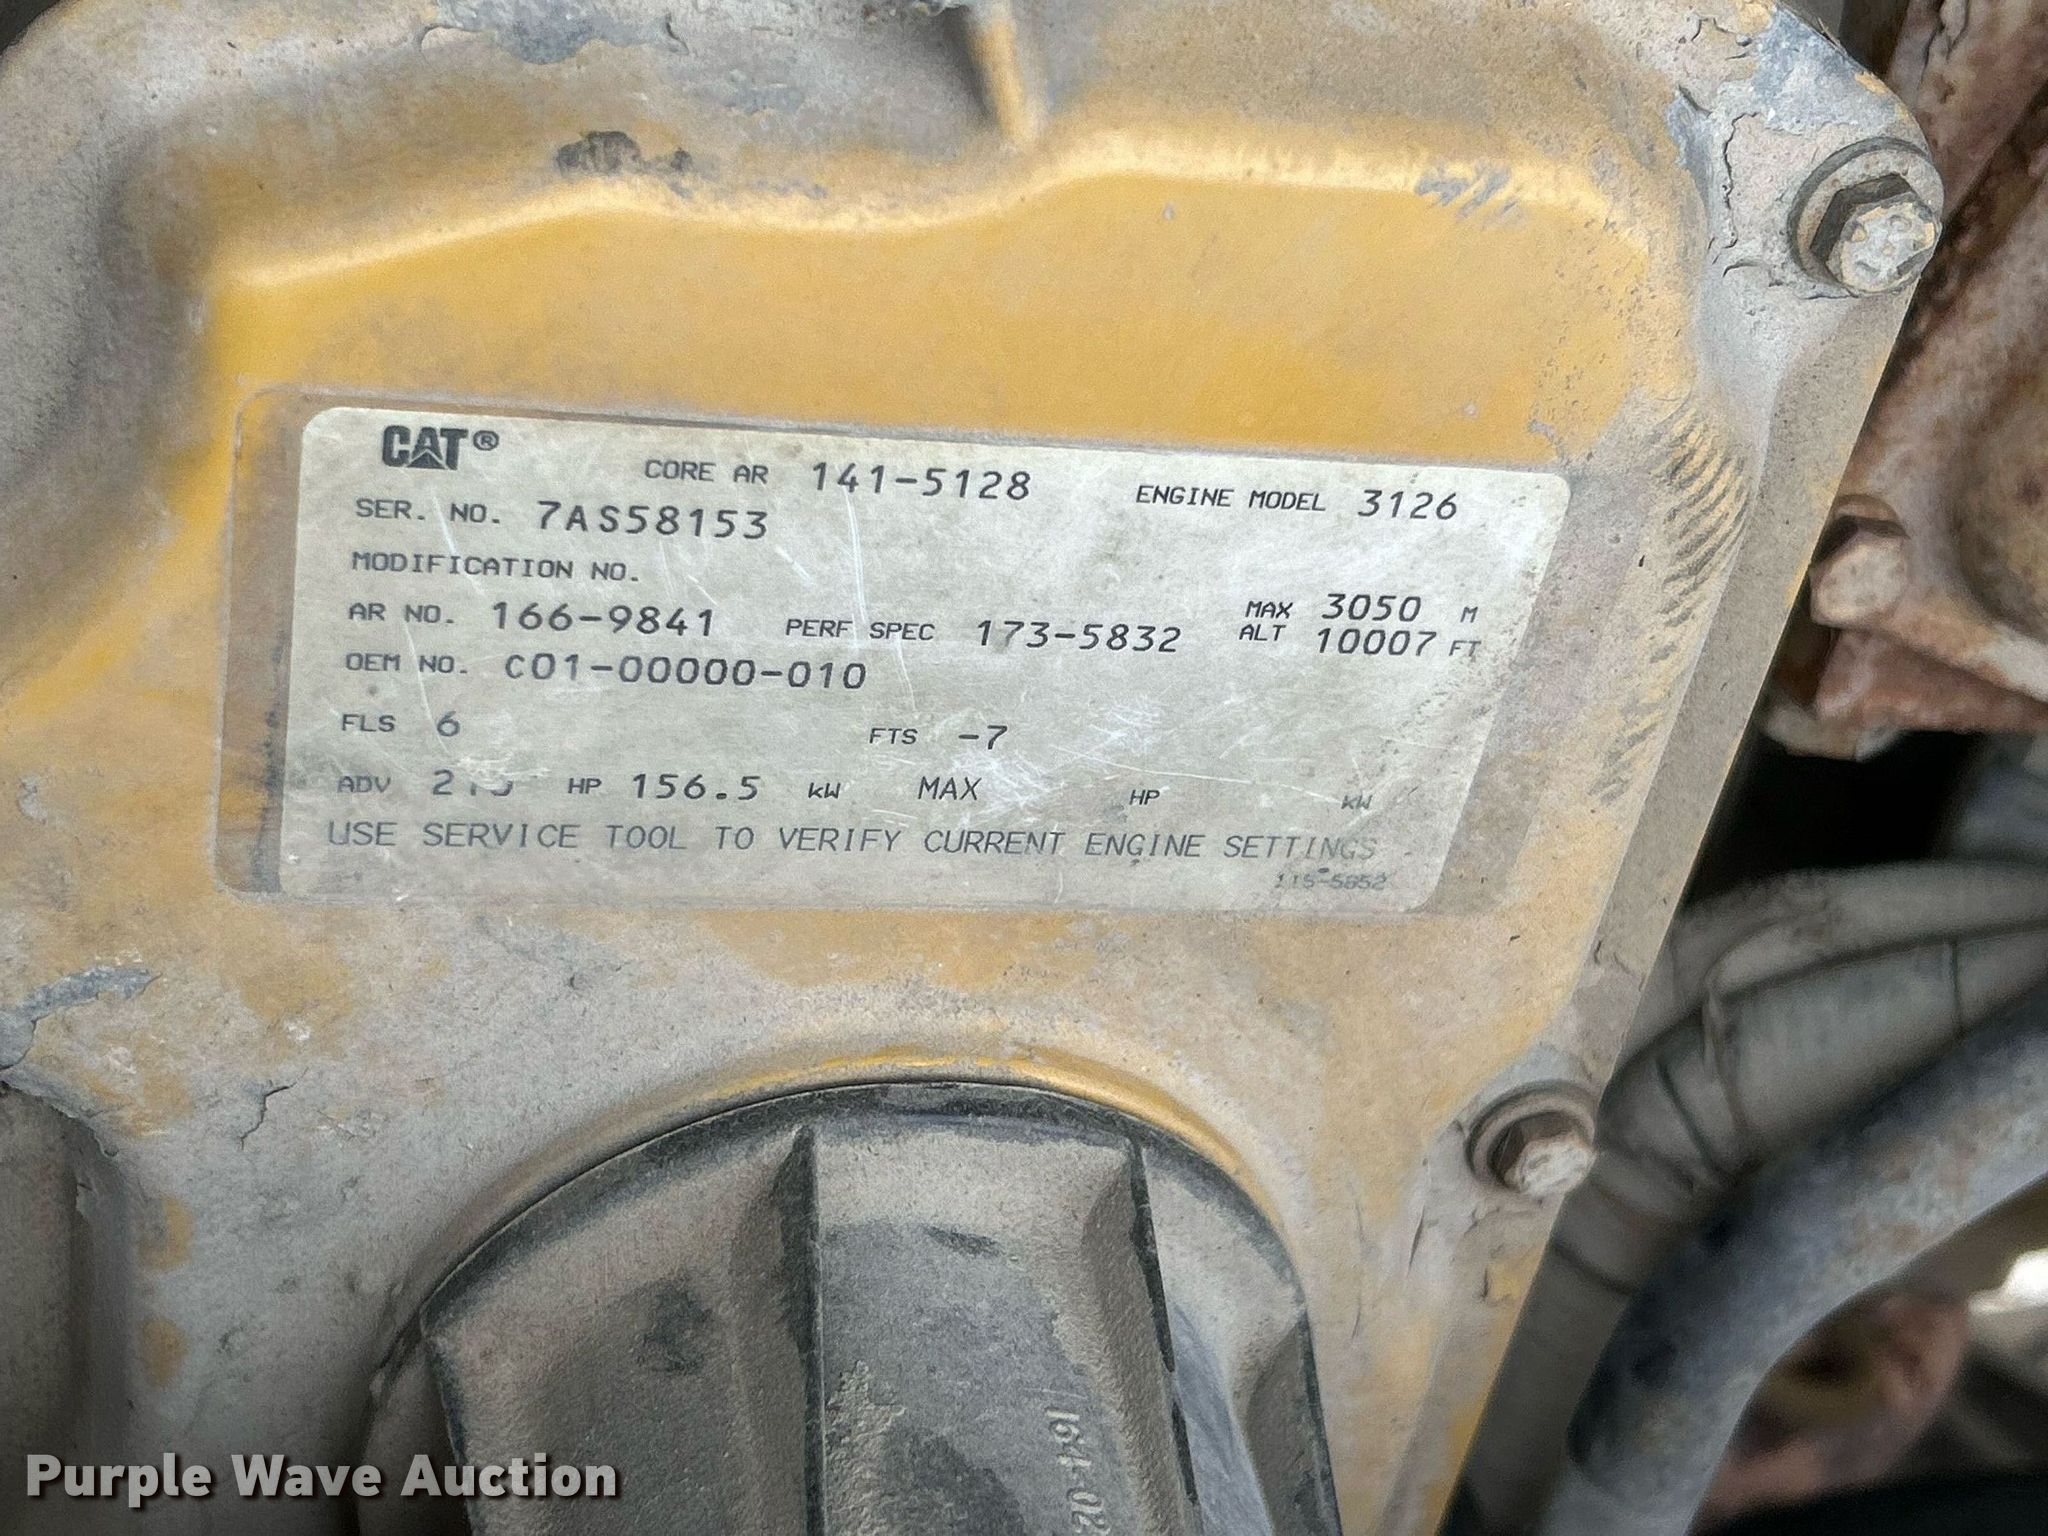 CAT®
CORE AR 141-5128 ENGINE MODEL 3126
SER. NO. 7AS58153
MODIFICATION NO.
AR NO. 166-9841 PERF SPEC 173-5832 MAX ALT 3050 M 10007 FT
OEM NO. C01-00000-010
FLS 6 FTS -7
ADV HP 156.5 kW MAX HP kW
USE SERVICE TOOL TO VERIFY CURRENT ENGINE SETTINGS
115-5852
Purple Wave Auction